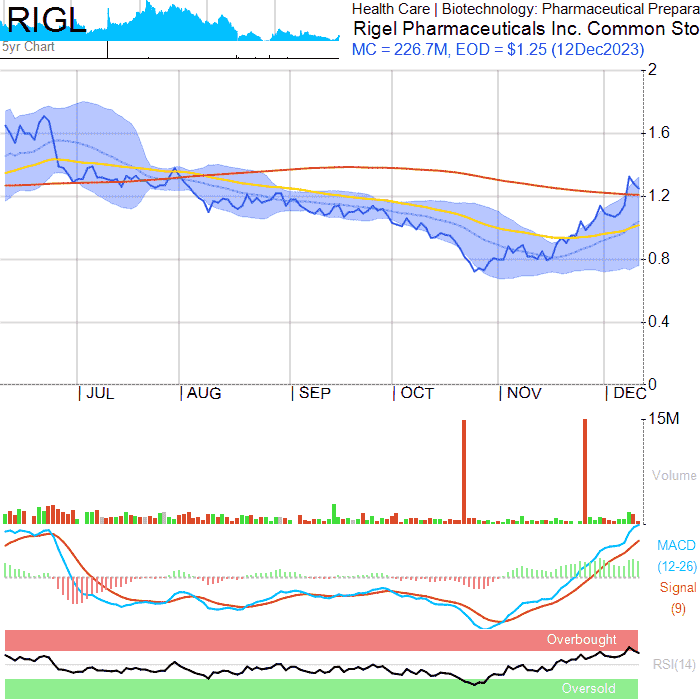 RIGL
5yr Chart
Health Care | Biotechnology: Pharmaceutical Prepara
Rigel Pharmaceuticals Inc. Common Sto
MC = 226.7M, EOD = $1.25 (12Dec2023)
2
1.6
1.2
0.8
0.4
0
JUL
AUG
SEP
OCT
NOV
DEC
15M
Volume
MACD
(12-26)
Signal
(9)
Overbought
RSI(14)
Oversold